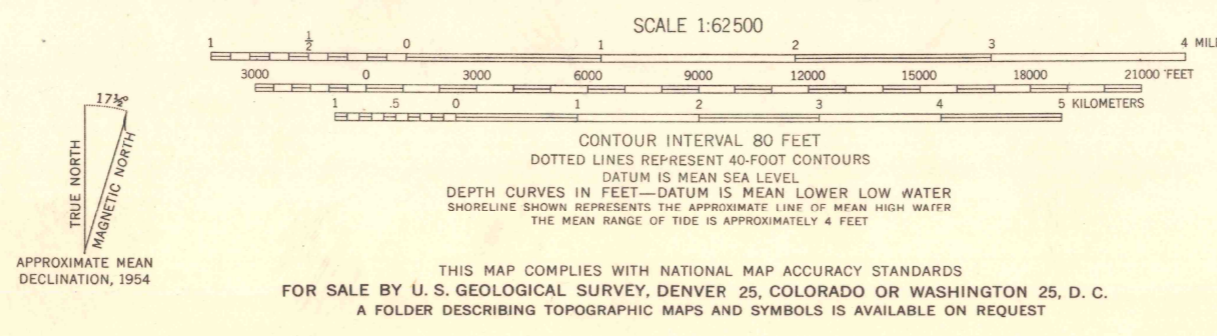 SCALE 1:62500
1 ½ 0 1 2 3 4
3000 0 3000 6000 9000 12000 15000 18000 21000 FEET
1 .5 0 1 2 3 4 5 KILOMETERS
CONTOUR INTERVAL 80 FEET
DOTTED LINES REPRESENT 40-FOOT CONTOURS
DATUM IS MEAN SEA LEVEL
DEPTH CURVES IN FEET—DATUM IS MEAN LOWER LOW WATER
SHORELINE SHOWN REPRESENTS THE APPROXIMATE LINE OF MEAN HIGH WATER
THE MEAN RANGE OF TIDE IS APPROXIMATELY 4 FEET
17½°
TRUE NORTH
MAGNETIC NORTH
APPROXIMATE MEAN
DECLINATION, 1954
THIS MAP COMPLIES WITH NATIONAL MAP ACCURACY STANDARDS
FOR SALE BY U. S. GEOLOGICAL SURVEY, DENVER 25, COLORADO OR WASHINGTON 25, D. C.
A FOLDER DESCRIBING TOPOGRAPHIC MAPS AND SYMBOLS IS AVAILABLE ON REQUEST